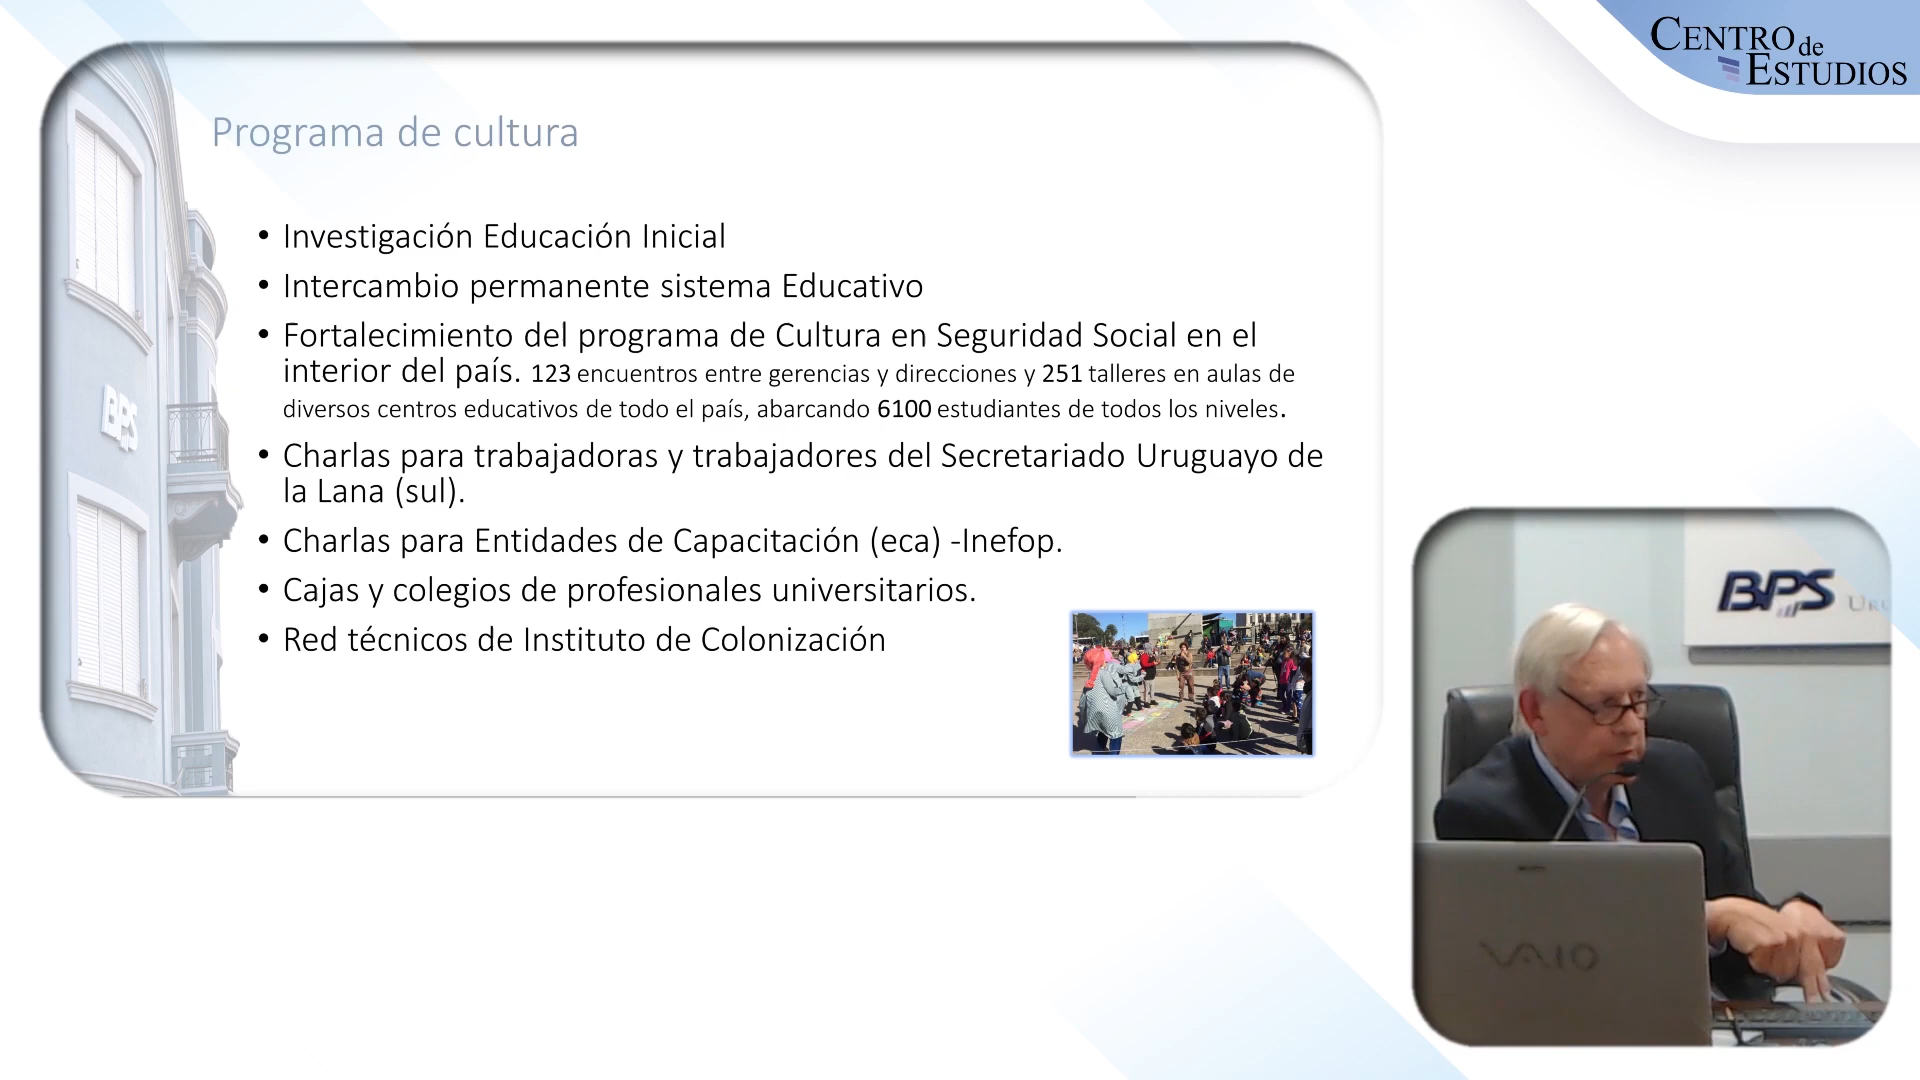 CENTRO de
ESTUDIOS
Programa de cultura
• Investigación Educación Inicial
• Intercambio permanente sistema Educativo
• Fortalecimiento del programa de Cultura en Seguridad Social en el
interior del país. 123 encuentros entre gerencias y direcciones y 251 talleres en aulas de
diversos centros educativos de todo el país, abarcando 6100 estudiantes de todos los niveles.
• Charlas para trabajadoras y trabajadores del Secretariado Uruguayo de
la Lana (sul).
• Charlas para Entidades de Capacitación (eca) -Inefop.
• Cajas y colegios de profesionales universitarios.
• Red técnicos de Instituto de Colonización
BPS
BPS
VAIO